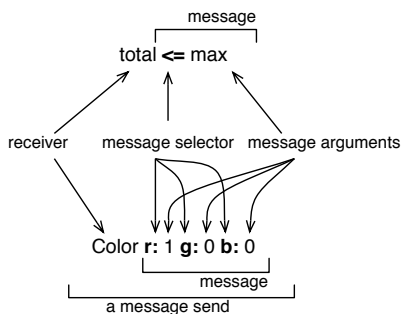 message
total <= max
receiver message selector message arguments
Color r: 1 g: 0 b: 0
message
a message send